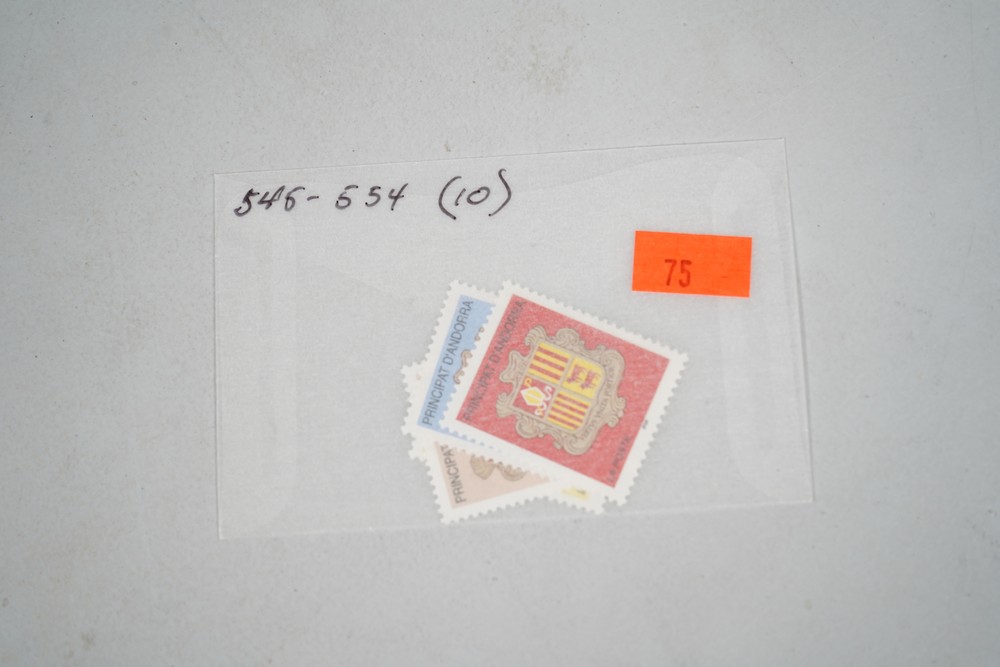 546-554 (10)
75
PRINCIPAT D'ANDORRA
PRINCIPAT D'ANDORRA
PRINCIPAT